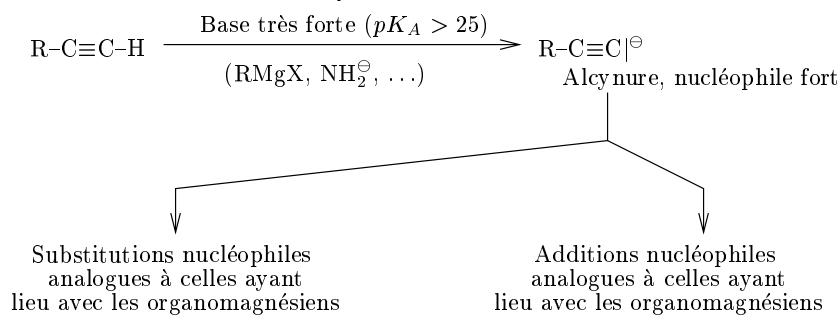 Base très forte (pK_A > 25)
R–C≡C–H
R–C≡C|⊖
(RMgX, NH₂⊖, ...)
Alcynure, nucléophile fort
Substitutions nucléophiles
analogues à celles ayant
lieu avec les organomagnésiens
Additions nucléophiles
analogues à celles ayant
lieu avec les organomagnésiens